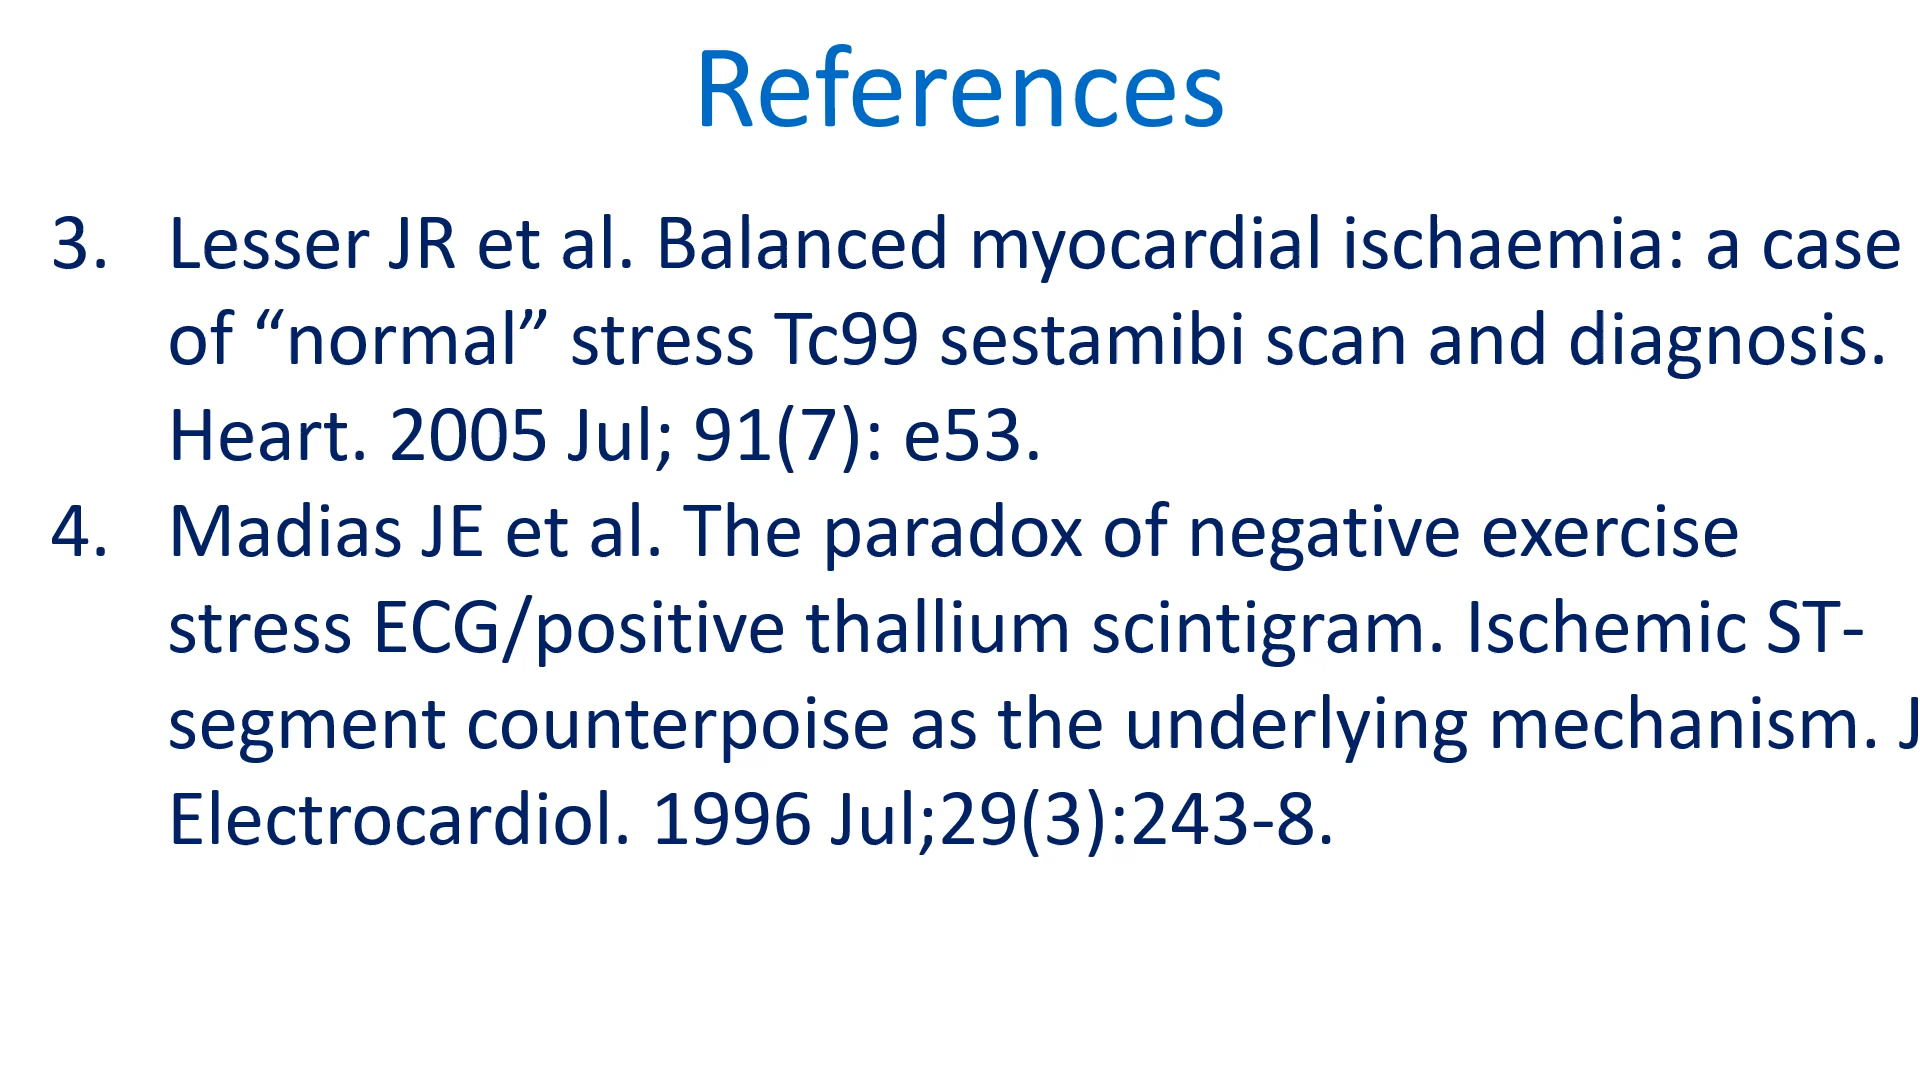 References
3. Lesser JR et al. Balanced myocardial ischaemia: a case
of “normal” stress Tc99 sestamibi scan and diagnosis.
Heart. 2005 Jul; 91(7): e53.
4. Madias JE et al. The paradox of negative exercise
stress ECG/positive thallium scintigram. Ischemic ST-
segment counterpoise as the underlying mechanism. J
Electrocardiol. 1996 Jul;29(3):243-8.